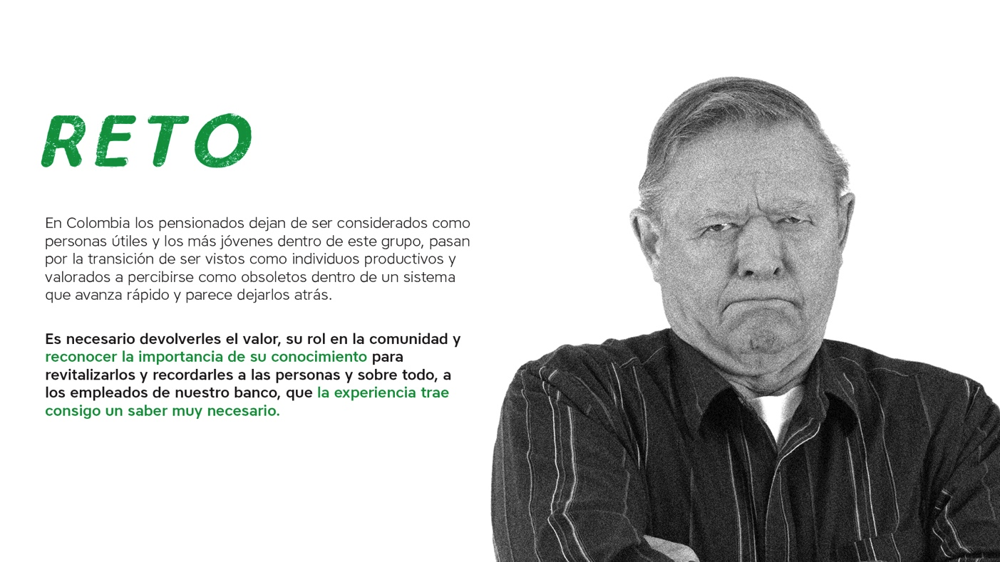 RETO
En Colombia los pensionados dejan de ser considerados como
personas útiles y los más jóvenes dentro de este grupo, pasan
por la transición de ser vistos como individuos productivos y
valorados a percibirse como obsoletos dentro de un sistema
que avanza rápido y parece dejarlos atrás.
Es necesario devolverles el valor, su rol en la comunidad y
reconocer la importancia de su conocimiento para
revitalizarlos y recordarles a las personas y sobre todo, a
los empleados de nuestro banco, que la experiencia trae
consigo un saber muy necesario.